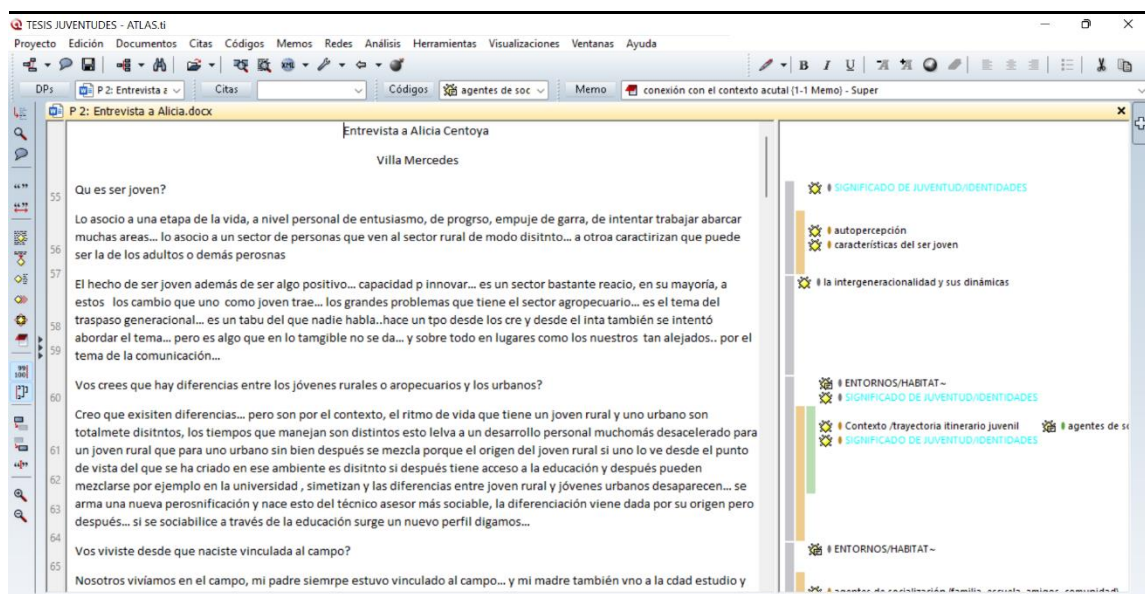 TESIS JUVENTUDES - ATLAS.ti
Proyecto Edición Documentos Citas Códigos Memos Redes Análisis Herramientas Visualizaciones Ventanas Ayuda
B I U
DPs P 2: Entrevista a Citas Códigos agentes de soc Memo conexión con el contexto acutal {1-1 Memo} - Super
P 2: Entrevista a Alicia.docx
Entrevista a Alicia Centoya
Villa Mercedes
55 Qu es ser joven?
SIGNIFICADO DE JUVENTUD/IDENTIDADES
Lo asocio a una etapa de la vida, a nivel personal de entusiasmo, de progrso, empuje de garra, de intentar trabajar abarcar
56 muchas areas... lo asocio a un sector de personas que ven al sector rural de modo disitnto... a otroa caractirizan que puede
ser la de los adultos o demás perosnas
autopercepción
características del ser joven
57
El hecho de ser joven además de ser algo positivo... capacidad p innovar... es un sector bastante reacio, en su mayoría, a
estos los cambio que uno como joven trae... los grandes problemas que tiene el sector agropecuario... es el tema del
58 traspaso generacional... es un tabu del que nadie habla..hace un tpo desde los cre y desde el inta también se intentó
59 abordar el tema... pero es algo que en lo tamgible no se da... y sobre todo en lugares como los nuestros tan alejados.. por el
tema de la comunicación...
la intergeneracionalidad y sus dinámicas
60 Vos crees que hay diferencias entre los jóvenes rurales o aropecuarios y los urbanos?
ENTORNOS/HABITAT~
SIGNIFICADO DE JUVENTUD/IDENTIDADES
Creo que exisiten diferencias... pero son por el contexto, el ritmo de vida que tiene un joven rural y uno urbano son
totalmete disitntos, los tiempos que manejan son distintos esto lelva a un desarrollo personal muchomás desacelerado para
61 un joven rural que para uno urbano sin bien después se mezcla porque el origen del joven rural si uno lo ve desde el punto
de vista del que se ha criado en ese ambiente es disitnto si después tiene acceso a la educación y después pueden
62 mezclarse por ejemplo en la universidad , simetizan y las diferencias entre joven rural y jóvenes urbanos desaparecen... se
63 arma una nueva perosnificación y nace esto del técnico asesor más sociable, la diferenciación viene dada por su origen pero
después... si se sociabilice a través de la educación surge un nuevo perfil digamos...
Contexto /trayectoria itinerario juvenil agentes de so
SIGNIFICADO DE JUVENTUD/IDENTIDADES
64
Vos viviste desde que naciste vinculada al campo?
ENTORNOS/HABITAT~
65
Nosotros vivíamos en el campo, mi padre siemrpe estuvo vinculado al campo... y mi madre también vno a la cdad estudio y
agentes de socialización (familia, escuela, amigos, comunidad)